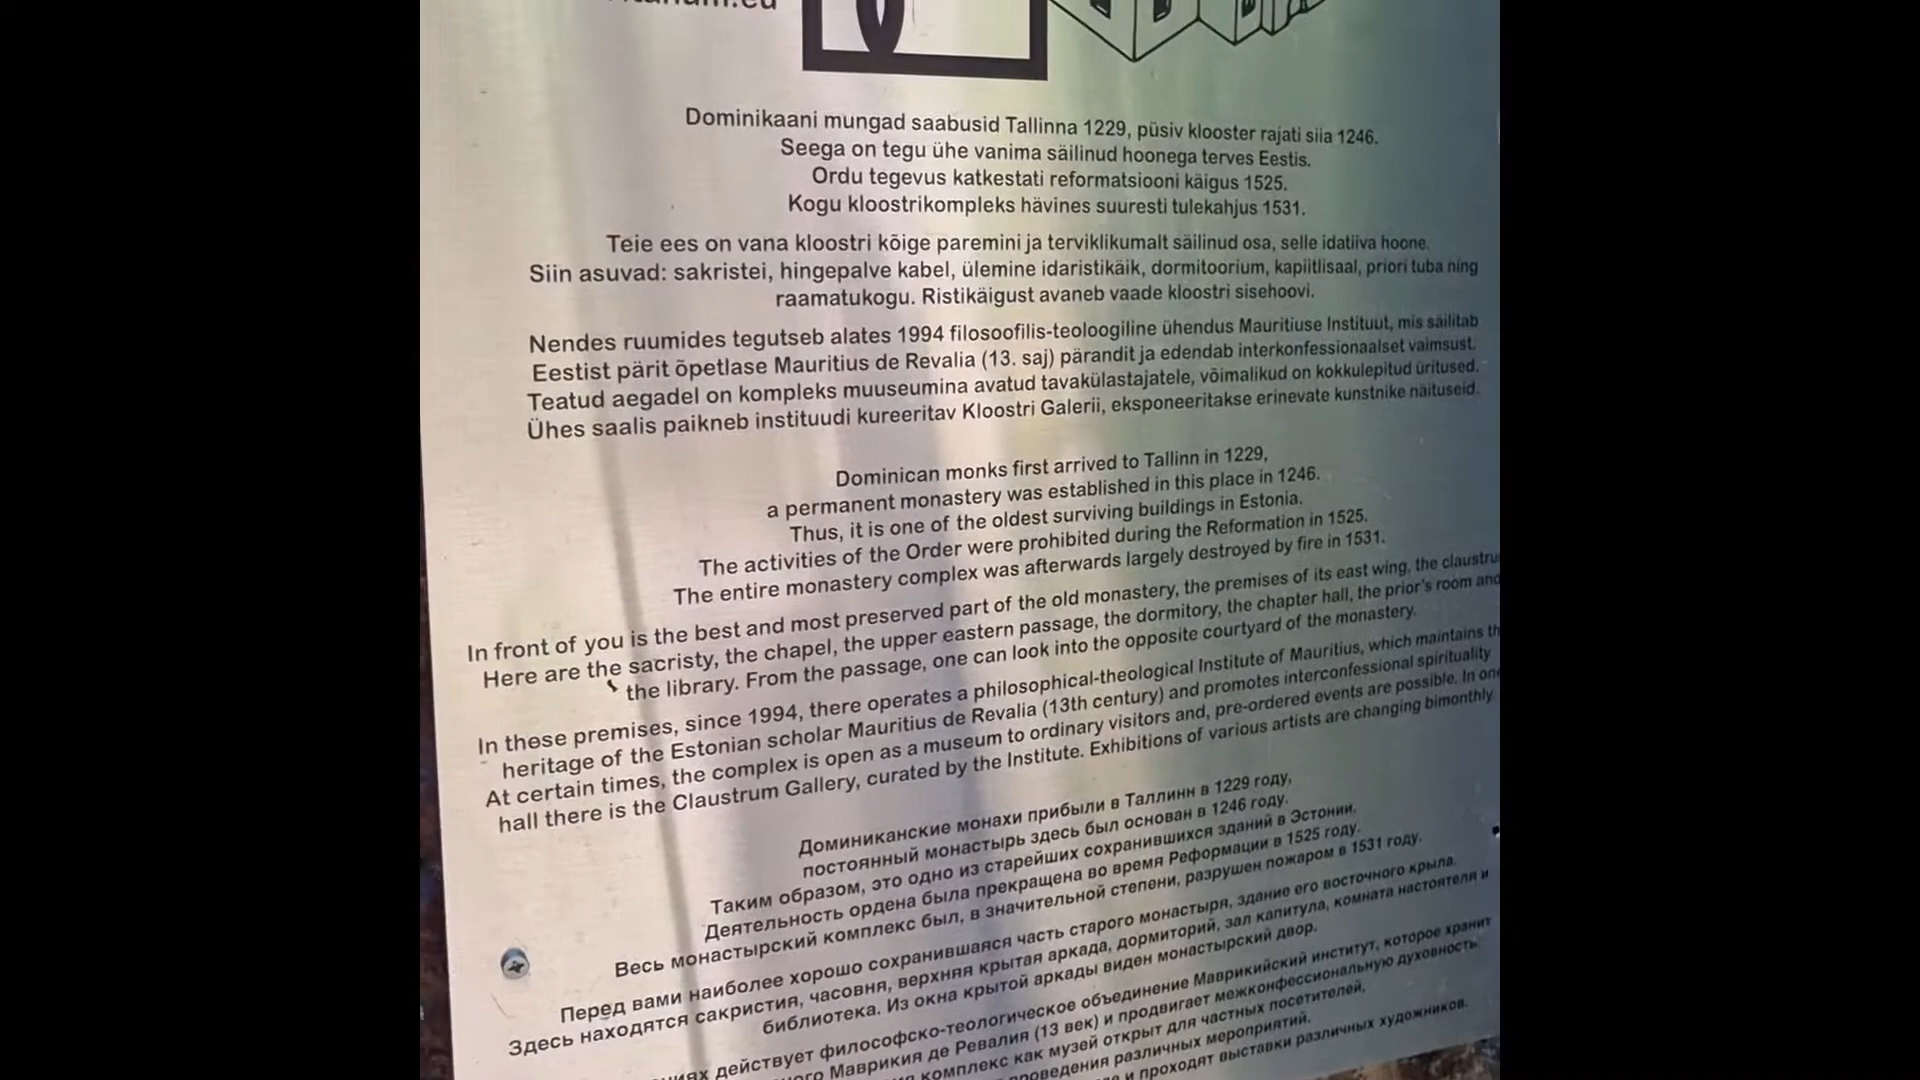 Dominikaani mungad saabusid Tallinna 1229, püsiv klooster rajati siia 1246.
Seega on tegu ühe vanima säilinud hoonega terves Eestis.
Ordu tegevus katkestati reformatsiooni käigus 1525.
Kogu kloostrikompleks hävines suuresti tulekahjus 1531.
Teie ees on vana kloostri kõige paremini ja terviklikumalt säilinud osa, selle idatiiva hoone.
Siin asuvad: sakristei, hingepalve kabel, ülemine idaristikäik, dormitoorium, kapiitlisaal, priori tuba ning
raamatukogu. Ristikäigust avaneb vaade kloostri sisehoovi.
Nendes ruumides tegutseb alates 1994 filosoofilis-teoloogiline ühendus Mauritiuse Instituut, mis säilitab
Eestist pärit õpetlase Mauritius de Revalia (13. saj) pärandit ja edendab interkonfessionaalset vaimsust.
Teatud aegadel on kompleks muuseumina avatud tavakülastajatele, võimalikud on kokkulepitud üritused.
Ühes saalis paikneb instituudi kureeritav Kloostri Galerii, eksponeeritakse erinevate kunstnike näituseid.
Dominican monks first arrived to Tallinn in 1229,
a permanent monastery was established in this place in 1246.
Thus, it is one of the oldest surviving buildings in Estonia.
The activities of the Order were prohibited during the Reformation in 1525.
The entire monastery complex was afterwards largely destroyed by fire in 1531.
In front of you is the best and most preserved part of the old monastery, the premises of its east wing, the claustru
Here are the sacristy, the chapel, the upper eastern passage, the dormitory, the chapter hall, the prior's room and
the library. From the passage, one can look into the opposite courtyard of the monastery.
In these premises, since 1994, there operates a philosophical-theological Institute of Mauritius, which maintains th
heritage of the Estonian scholar Mauritius de Revalia (13th century) and promotes interconfessional spirituality
At certain times, the complex is open as a museum to ordinary visitors and, pre-ordered events are possible. In one
hall there is the Claustrum Gallery, curated by the Institute. Exhibitions of various artists are changing bimonthly
Доминиканские монахи прибыли в Таллинн в 1229 году,
постоянный монастырь здесь был основан в 1246 году.
Таким образом, это одно из старейших сохранившихся зданий в Эстонии.
Деятельность ордена была прекращена во время Реформации в 1525 году.
Весь монастырский комплекс был, в значительной степени, разрушен пожаром в 1531 году.
Перед вами наиболее хорошо сохранившаяся часть старого монастыря, здание его восточного крыла.
Здесь находятся сакристия, часовня, верхняя крытая аркада, дормиторий, зал капитула, комната настоятеля и
библиотека. Из окна крытой аркады виден монастырский двор.
действует философско-теологическое объединение Маврикийский институт, которое хранит
Маврикия де Ревалия (13 век) и продвигает межконфессиональную духовность.
комплекс как музей открыт для частных посетителей,
различных мероприятий.
и проходят выставки различных художников.